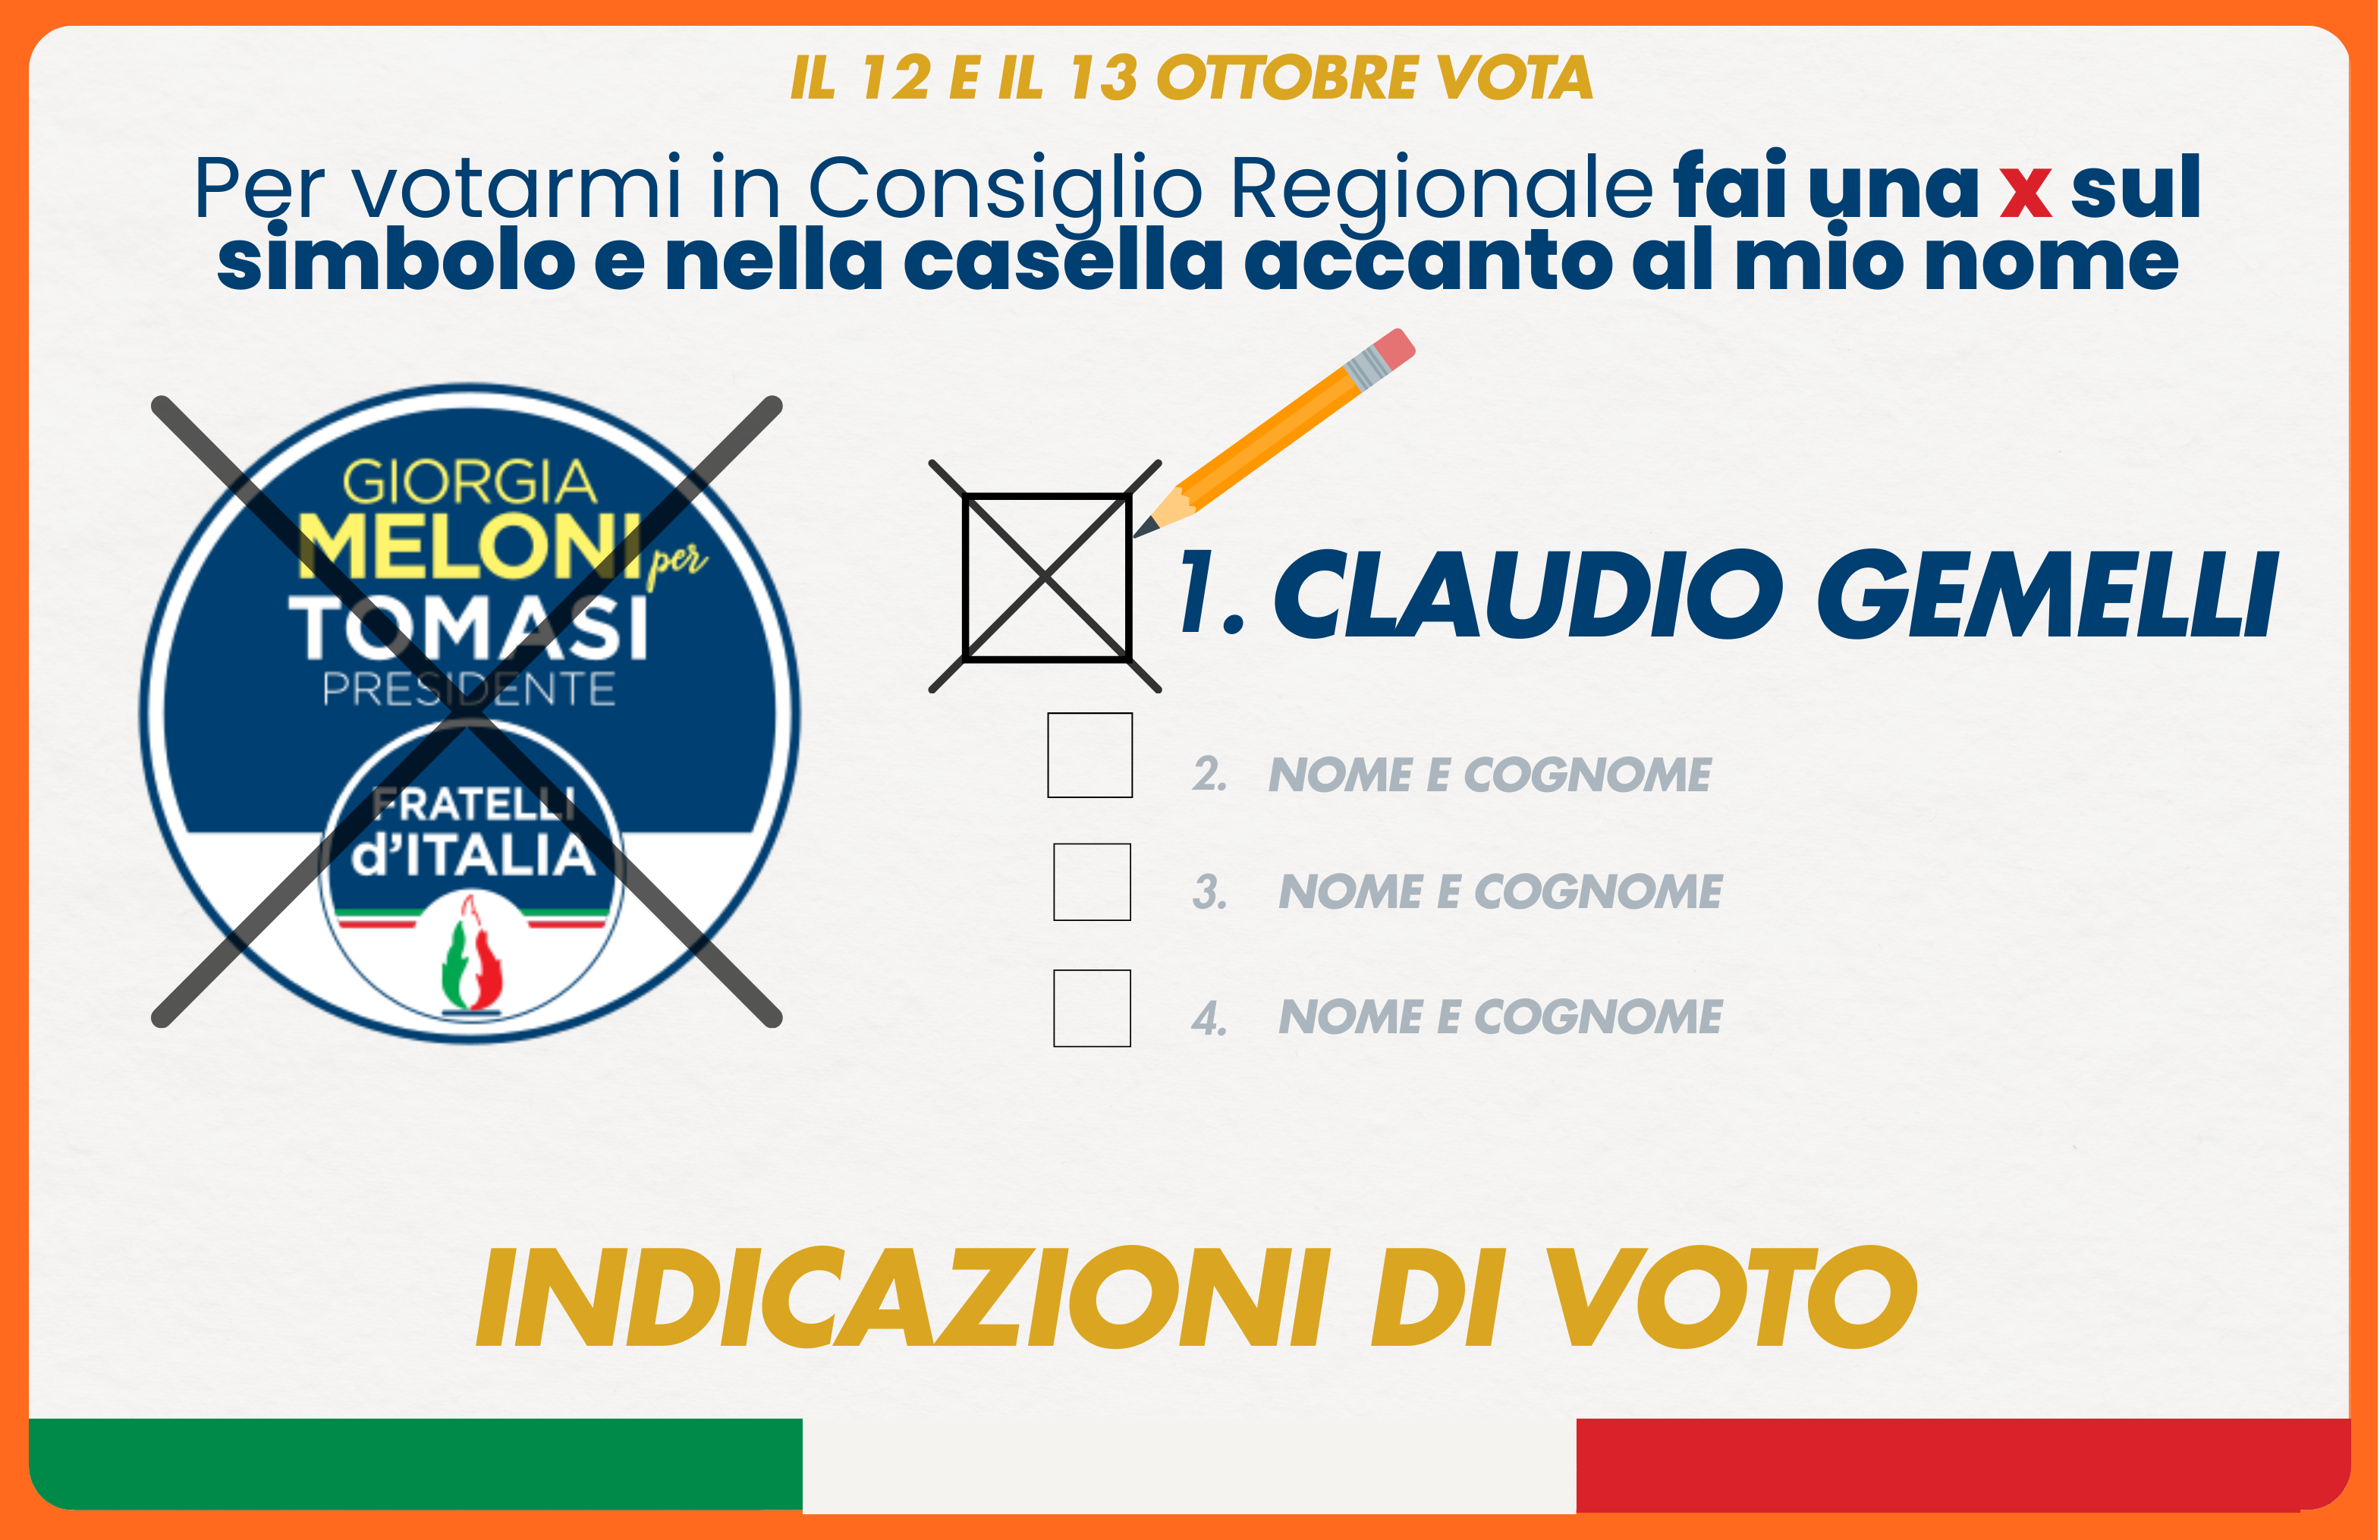 IL 12 E IL 13 OTTOBRE VOTA
Per votarmi in Consiglio Regionale fai una x sul
simbolo e nella casella accanto al mio nome
GIORGIA
MELONI per
TOMASI
PRESIDENTE
FRATELLI
d'ITALIA
1. CLAUDIO GEMELLI
2. NOME E COGNOME
3. NOME E COGNOME
4. NOME E COGNOME
INDICAZIONI DI VOTO